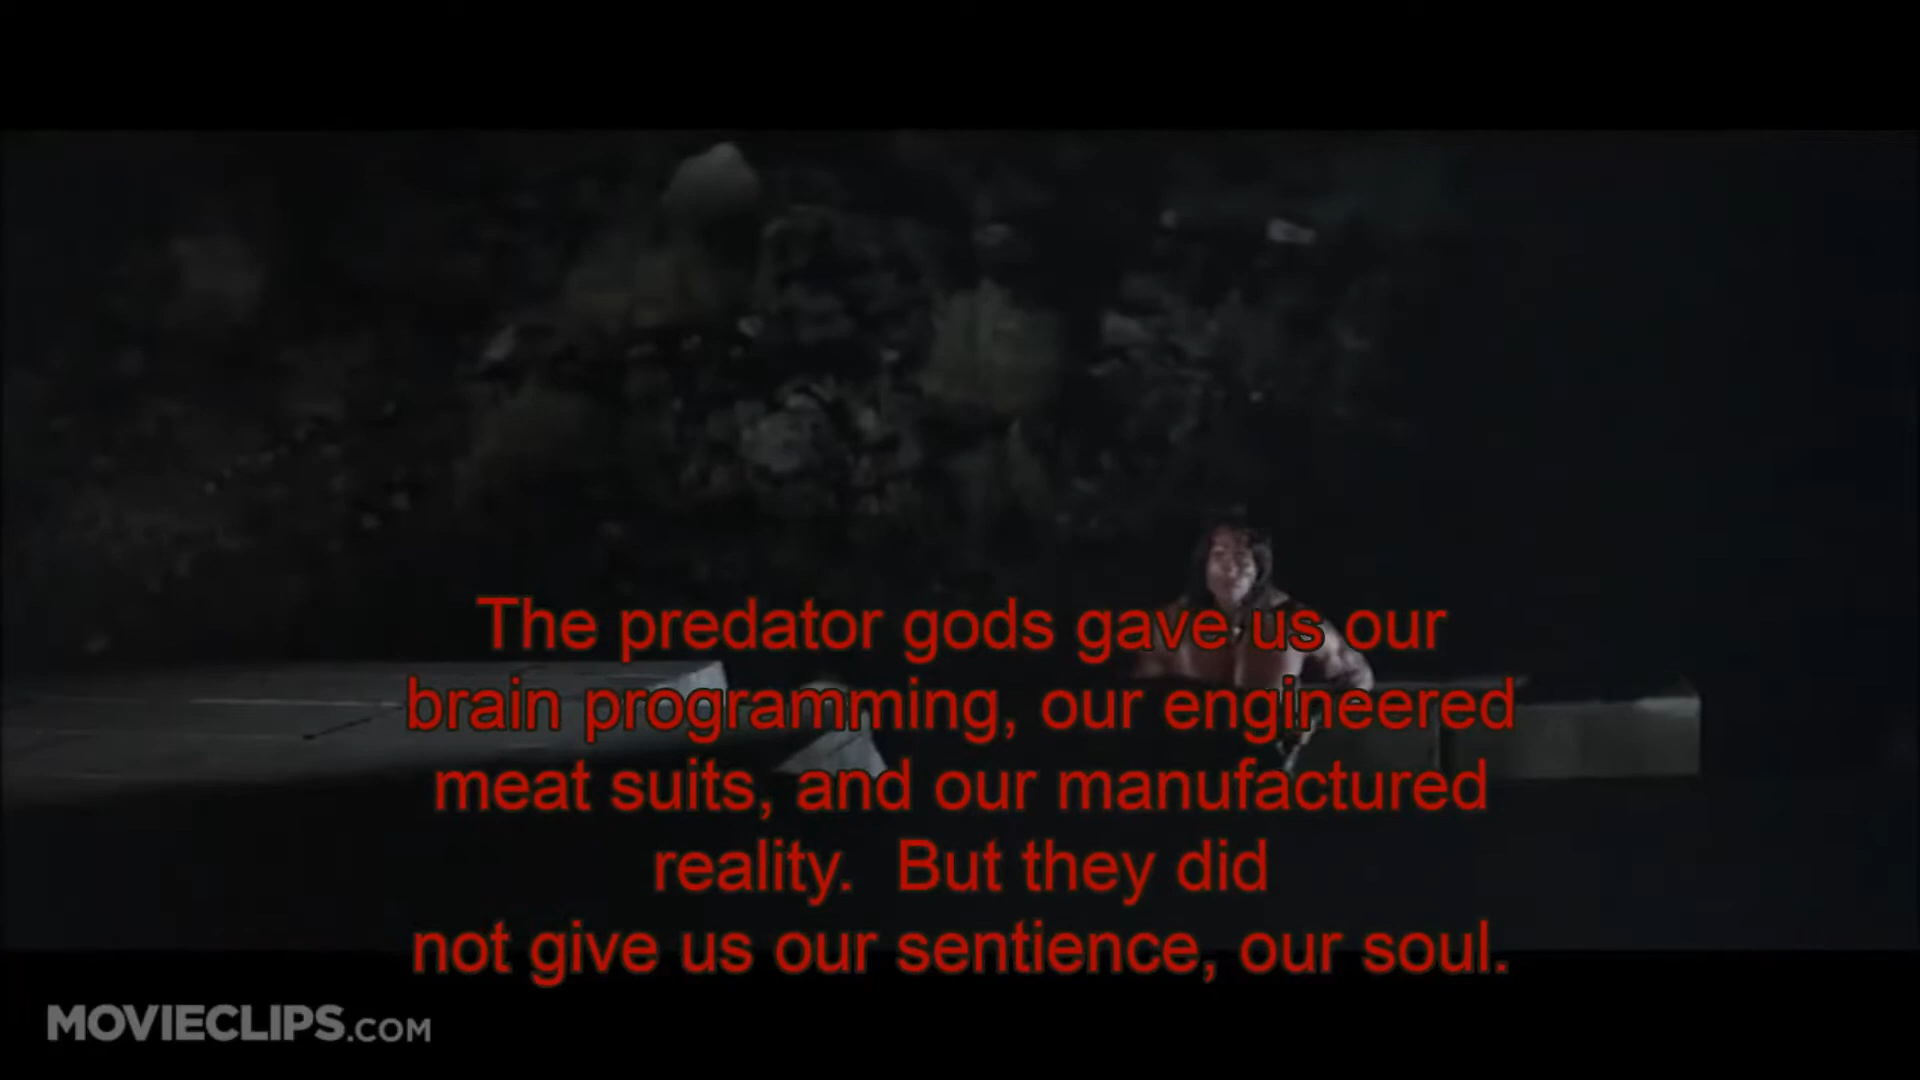 The predator gods gave us our
brain programming, our engineered
meat suits, and our manufactured
reality.  But they did
not give us our sentience, our soul.
MOVIECLIPS.COM